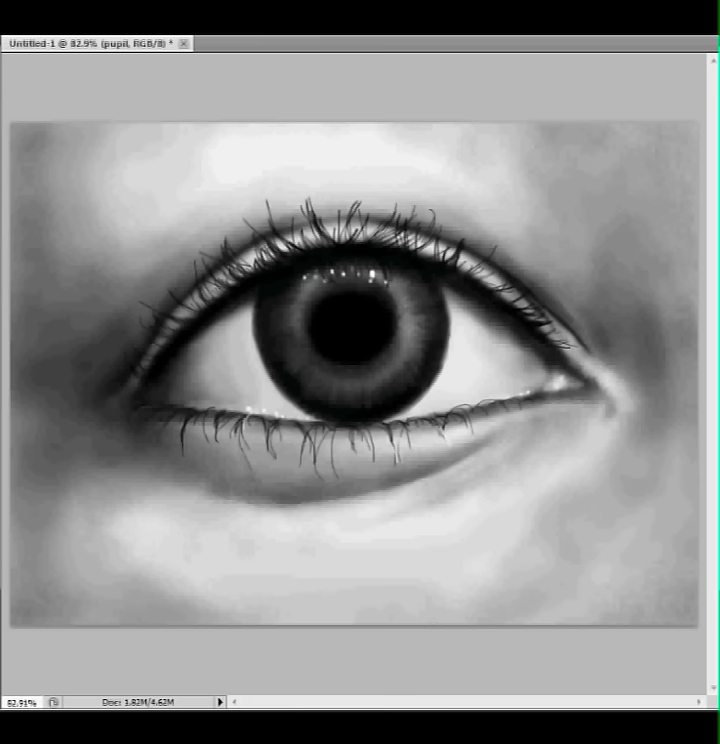 Untitled-1 @ 82.9% (pupil, RGB/8) *
82.91%
Doc: 1.82M/4.62M